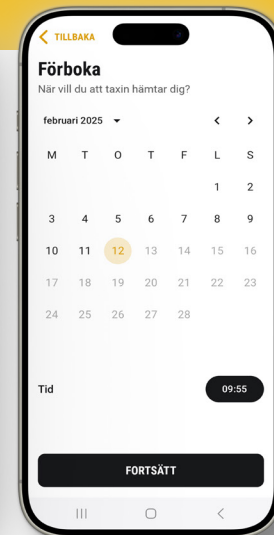 TILLBAKA
Förboka
När vill du att taxin hämtar dig?
februari 2025
M T O T F L S
1 2
3 4 5 6 7 8 9
10 11 12 13 14 15 16
17 18 19 20 21 22 23
24 25 26 27 28
Tid 09:55
FORTSÄTT